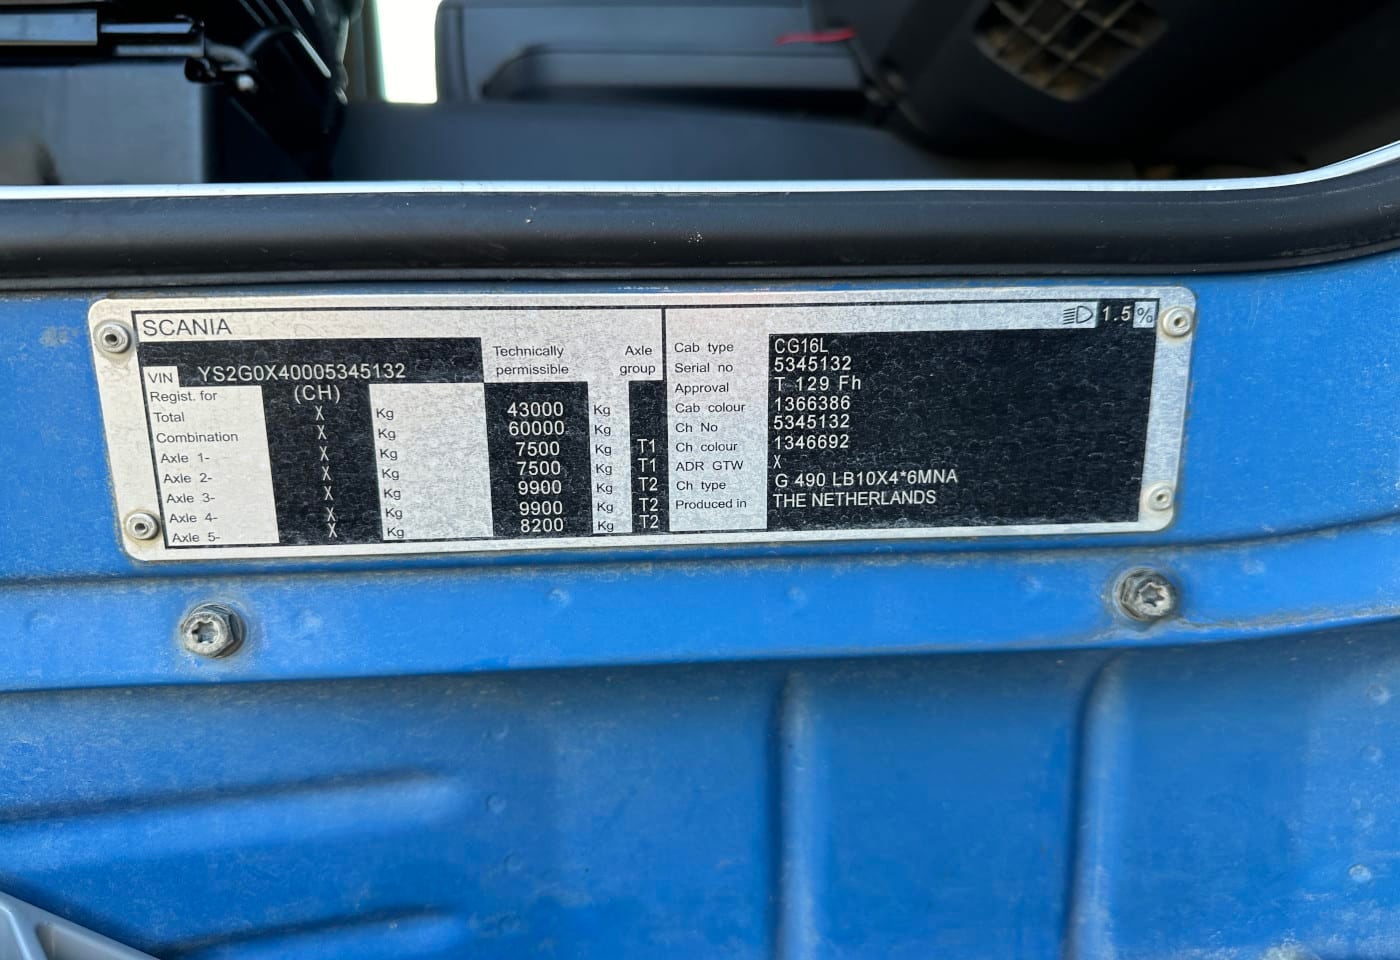 SCANIA
VIN YS2G0X40005345132
Technically permissible
Axle group
Regist. for (CH)
Total X Kg 43000 Kg
Combination X Kg 60000 Kg
Axle 1- X Kg 7500 Kg T1
Axle 2- X Kg 7500 Kg T1
Axle 3- X Kg 9900 Kg T2
Axle 4- X Kg 9900 Kg T2
Axle 5- X Kg 8200 Kg T2
1.5%
Cab type CG16L
Serial no 5345132
Approval T 129 Fh
Cab colour 1366386
Ch No 5345132
Ch colour 1346692
ADR GTW X
Ch type G 490 LB10X4*6MNA
Produced in THE NETHERLANDS